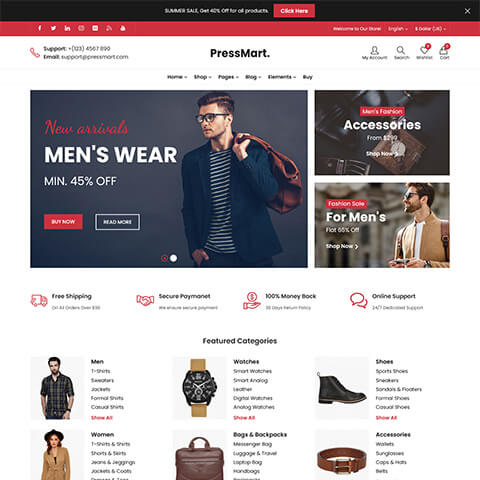 SUMMER SALE, Get 40% Off for all products. Click Here
Welcome to Our Store! English $ Dollar (US)
Support: +(123) 4567 890
Email: support@pressmart.com
PressMart.
My Account Search Wishlist Cart
0 0
Home Shop Pages Blog Elements Buy
New arrivals
MEN'S WEAR
MIN. 45% OFF
BUY NOW READ MORE
Men's Fashion
Accessories
From $299
Shop Now
Fashion Sale
For Men's
Flat 65% Off
Shop Now
Free Shipping
On All Orders Over $99
Secure Paymanet
We ensure secure payment
100% Money Back
30 Days Return Policy
Online Support
24/7 Dedicated Support
Featured Categories
Men
T-Shirts
Sweaters
Jackets
Formal Shirts
Casual Shirts
Show All
Watches
Smart Watches
Smart Analog
Leather
Digital Watches
Analog Watches
Show All
Shoes
Sports Shoes
Sneakers
Sandals & Floaters
Formal Shoes
Casual Shoes
Show All
Women
T-Shirts & Shirts
Shorts & Skirts
Jeans & Jeggings
Jackets & Coats
Dresses & Tops
Bags & Backpacks
Messenger Bag
Luggage & Travel
Laptop Bag
Handbags
Backpacks
Accessories
Wallets
Sunglasses
Caps & Hats
Belts